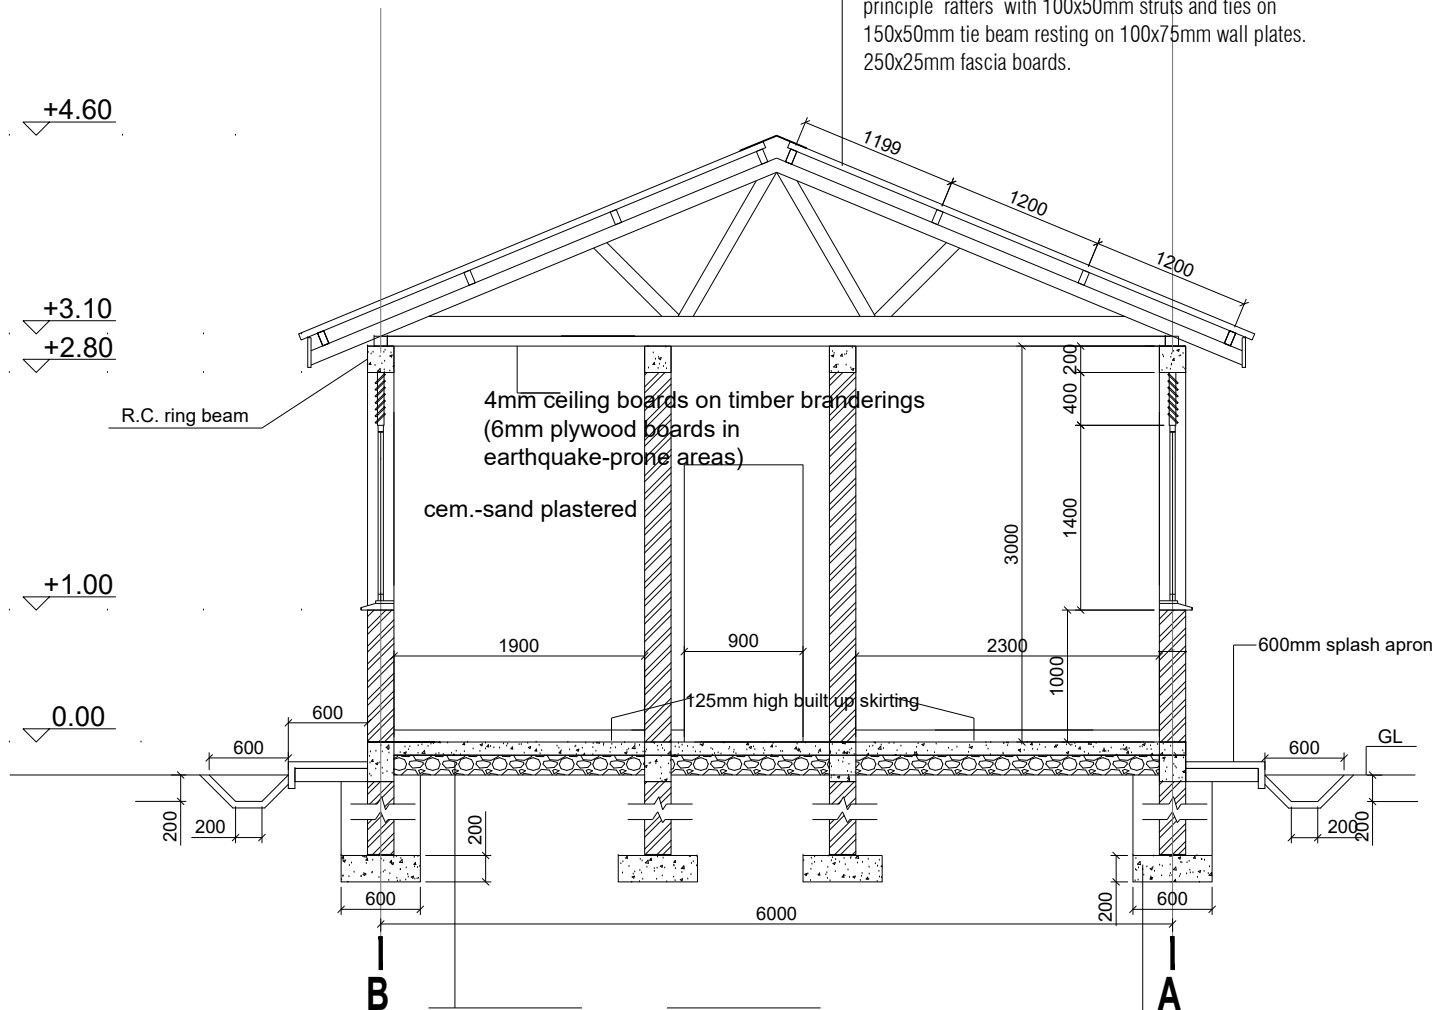 principle rafters with 100x50mm struts and ties on
150x50mm tie beam resting on 100x75mm wall plates.
250x25mm fascia boards.
+4.60
1199
1200
1200
+3.10
+2.80
200
400
R.C. ring beam
4mm ceiling boards on timber branderings
(6mm plywood boards in
earthquake-prone areas)
cem.-sand plastered
3000
1400
+1.00
1900
900
2300
1000
600mm splash apron
125mm high built up skirting
0.00
600
600
GL
600
200
200
200
200
200
200
600
600
6000
B
A